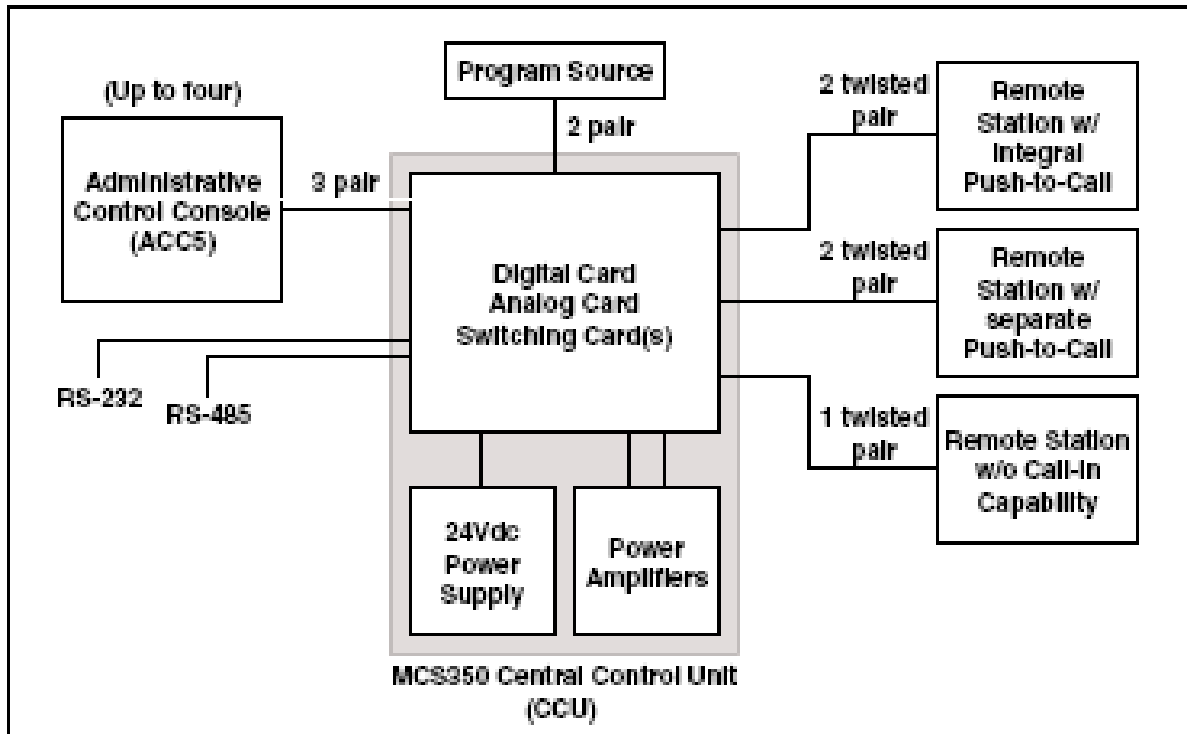 Program Source
2 pair
(Up to four)
Administrative
Control Console
(ACC5)
3 pair
RS-232
RS-485
Digital Card
Analog Card
Switching Card(s)
24Vdc
Power
Supply
Power
Amplifiers
MCS350 Central Control Unit
(CCU)
2 twisted
pair
Remote
Station w/
Integral
Push-to-Call
2 twisted
pair
Remote
Station w/
separate
Push-to-Call
1 twisted
pair
Remote Station
w/o Call-In
Capability